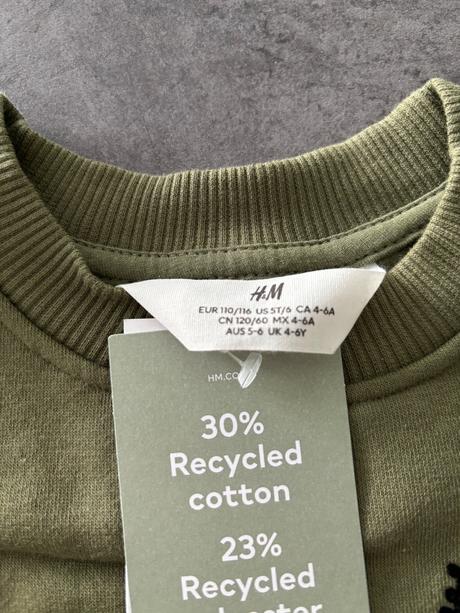 H&M
EUR 110/116 US 5T/6 CA 4-6A
CN 120/60 MX 4-6A
AUS 5-6 UK 4-6Y
HM.CO
30%
Recycled
cotton
23%
Recycled